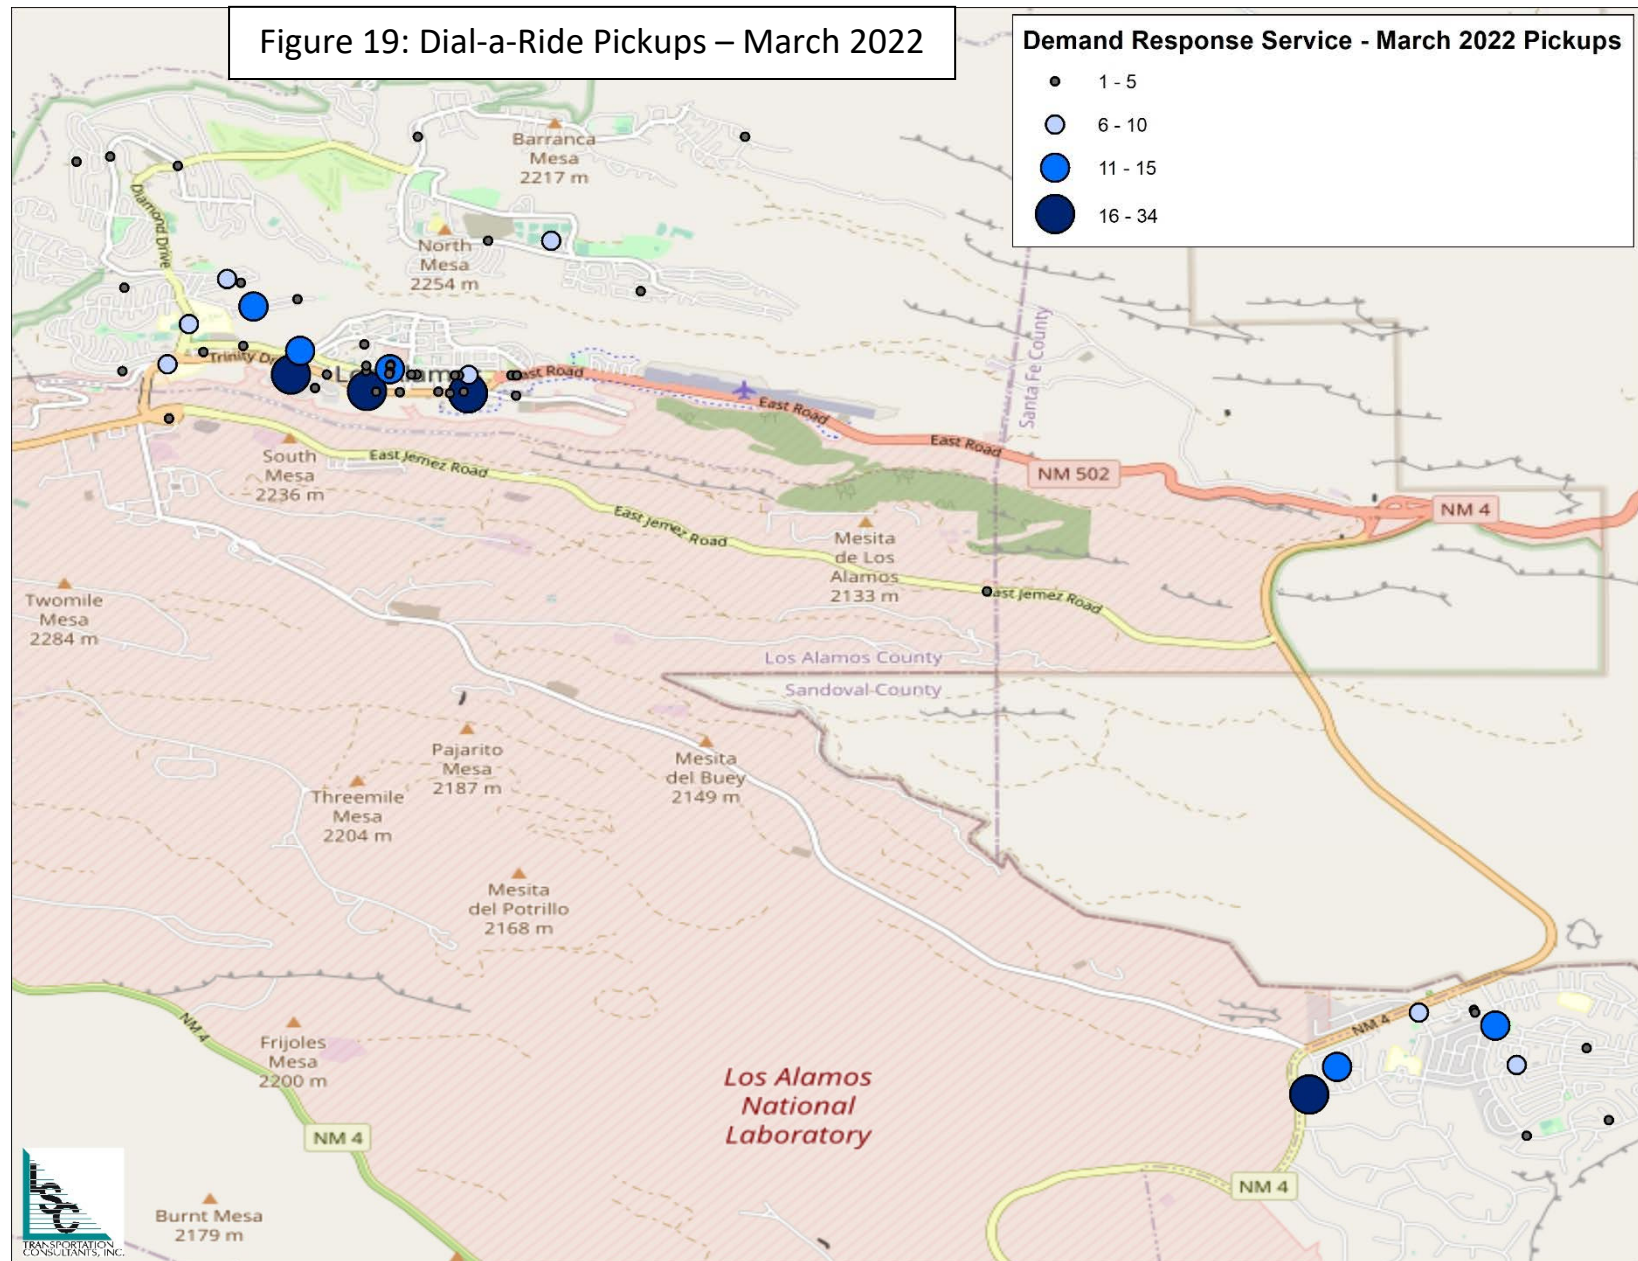 Figure 19: Dial-a-Ride Pickups – March 2022
Demand Response Service - March 2022 Pickups
1 - 5
6 - 10
11 - 15
16 - 34
Barranca
Mesa
2217 m
Diamond Drive
North
Mesa
2254 m
Santa Fe County
Trinity
East Road
East Road
East Road
NM 502
NM 4
South
Mesa
2236 m
East Jemez Road
East Jemez Road
Mesita
de Los
Alamos
2133 m
East Jemez Road
Twomile
Mesa
2284 m
Los Alamos County
Sandoval County
Pajarito
Mesa
2187 m
Mesita
del Buey
2149 m
Threemile
Mesa
2204 m
Mesita
del Potrillo
2168 m
NM 4
NM 4
Frijoles
Mesa
2200 m
Los Alamos
National
Laboratory
NM 4
NM 4
Burnt Mesa
2179 m
LSC
TRANSPORTATION
CONSULTANTS, INC.